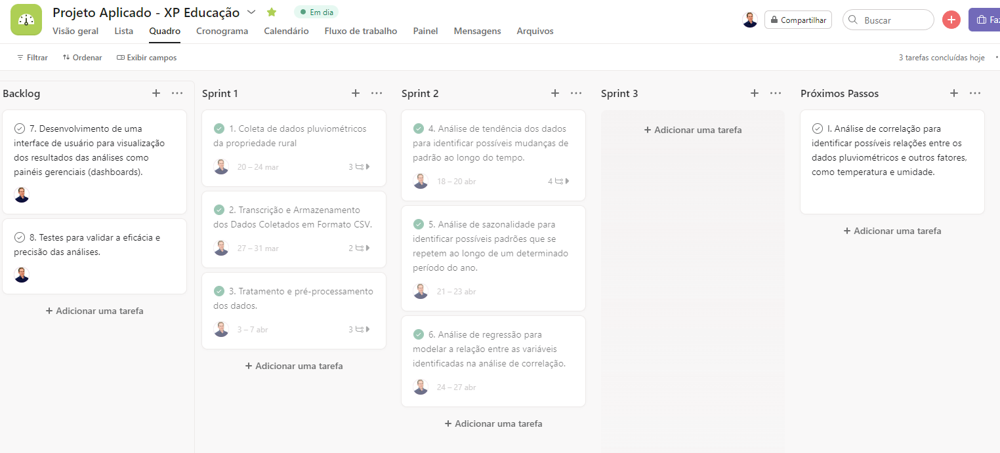 Projeto Aplicado - XP Educação
Em dia
Visão geral
Lista
Quadro
Cronograma
Calendário
Fluxo de trabalho
Painel
Mensagens
Arquivos
Compartilhar
Buscar
Faz
Filtrar
Ordenar
Exibir campos
3 tarefas concluídas hoje
Backlog
7. Desenvolvimento de uma
interface de usuário para visualização
dos resultados das análises como
painéis gerenciais (dashboards).
8. Testes para validar a eficácia e
precisão das análises.
+ Adicionar uma tarefa
Sprint 1
1. Coleta de dados pluviométricos
da propriedade rural
20 – 24 mar
3
2. Transcrição e Armazenamento
dos Dados Coletados em Formato CSV.
27 – 31 mar
2
3. Tratamento e pré-processamento
dos dados.
3 – 7 abr
3
+ Adicionar uma tarefa
Sprint 2
4. Análise de tendência dos dados
para identificar possíveis mudanças de
padrão ao longo do tempo.
18 – 20 abr
4
5. Análise de sazonalidade para
identificar possíveis padrões que se
repetem ao longo de um determinado
período do ano.
21 – 23 abr
6. Análise de regressão para
modelar a relação entre as variáveis
identificadas na análise de correlação.
24 – 27 abr
+ Adicionar uma tarefa
Sprint 3
+ Adicionar uma tarefa
Próximos Passos
I. Análise de correlação para
identificar possíveis relações entre os
dados pluviométricos e outros fatores,
como temperatura e umidade.
+ Adicionar uma tarefa